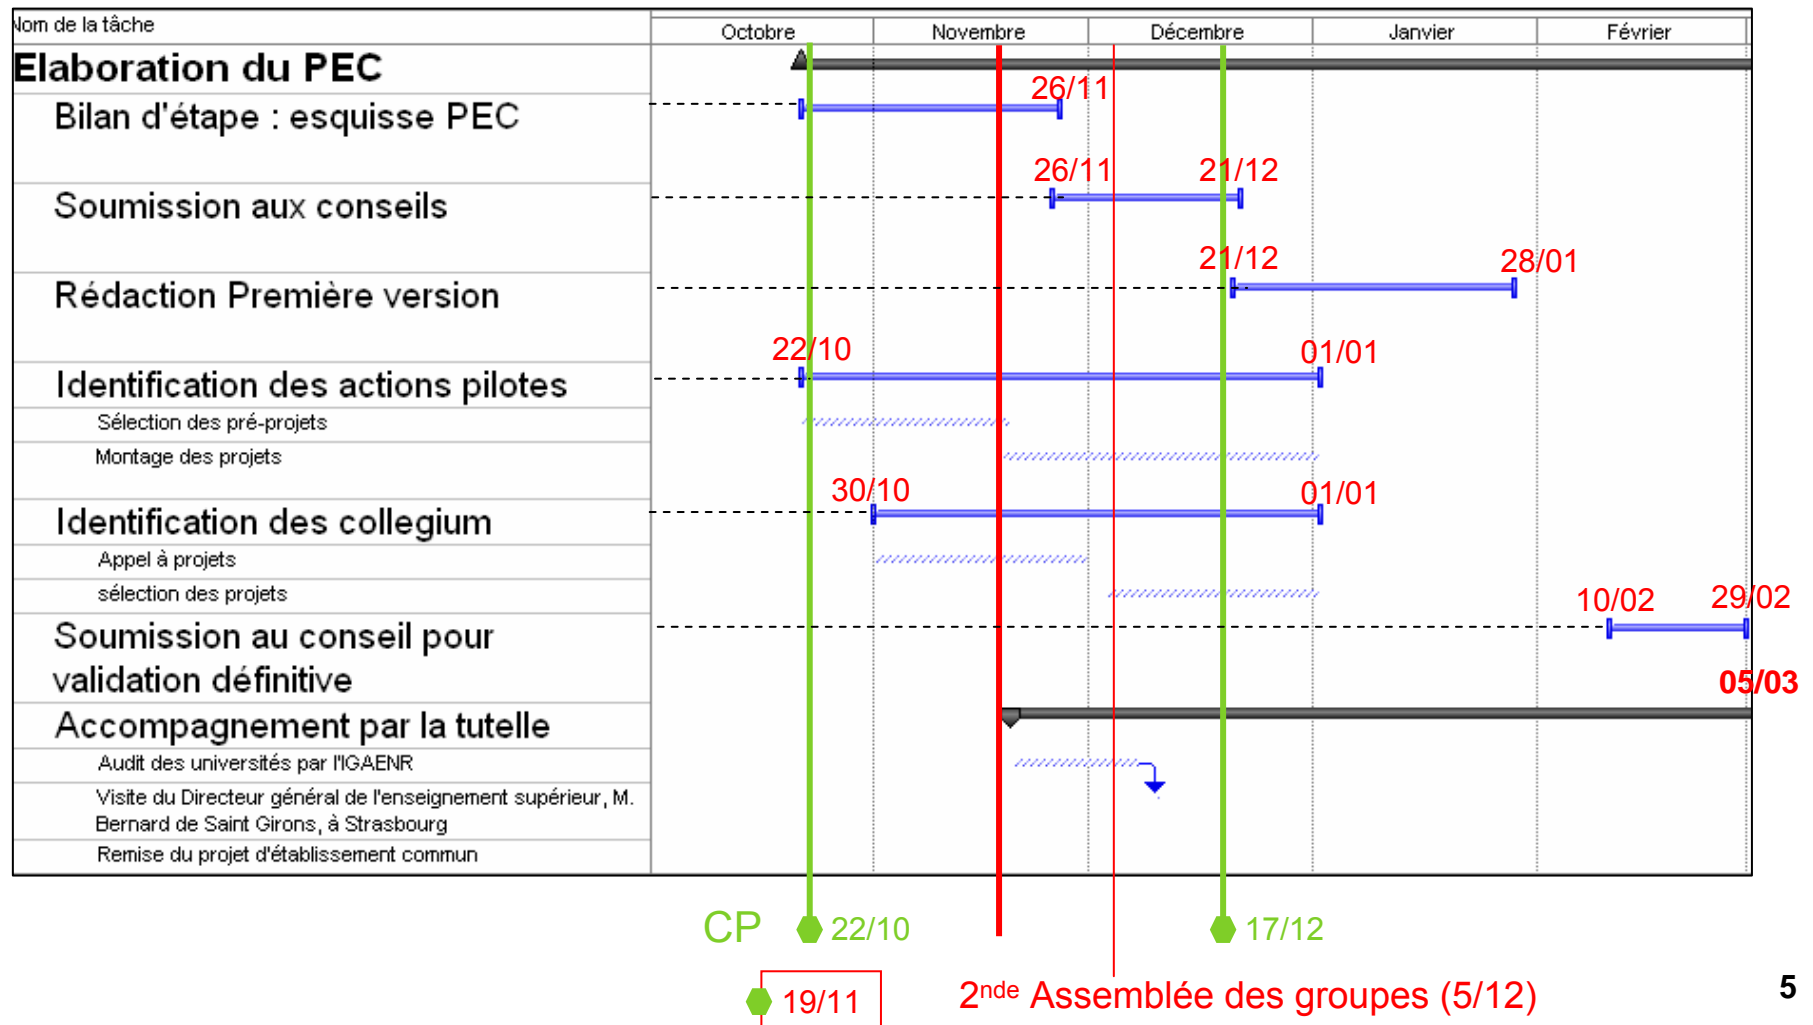 Nom de la tâche
Octobre Novembre Décembre Janvier Février
Elaboration du PEC
Bilan d'étape : esquisse PEC
26/11
Soumission aux conseils
26/11 21/12
Rédaction Première version
21/12 28/01
Identification des actions pilotes
22/10 01/01
Sélection des pré-projets
Montage des projets
Identification des collegium
30/10 01/01
Appel à projets
sélection des projets
Soumission au conseil pour
validation définitive
10/02 29/02
05/03
Accompagnement par la tutelle
Audit des universités par l'IGAENR
Visite du Directeur général de l'enseignement supérieur, M.
Bernard de Saint Girons, à Strasbourg
Remise du projet d'établissement commun
CP 22/10 17/12
19/11
2nde Assemblée des groupes (5/12)
5